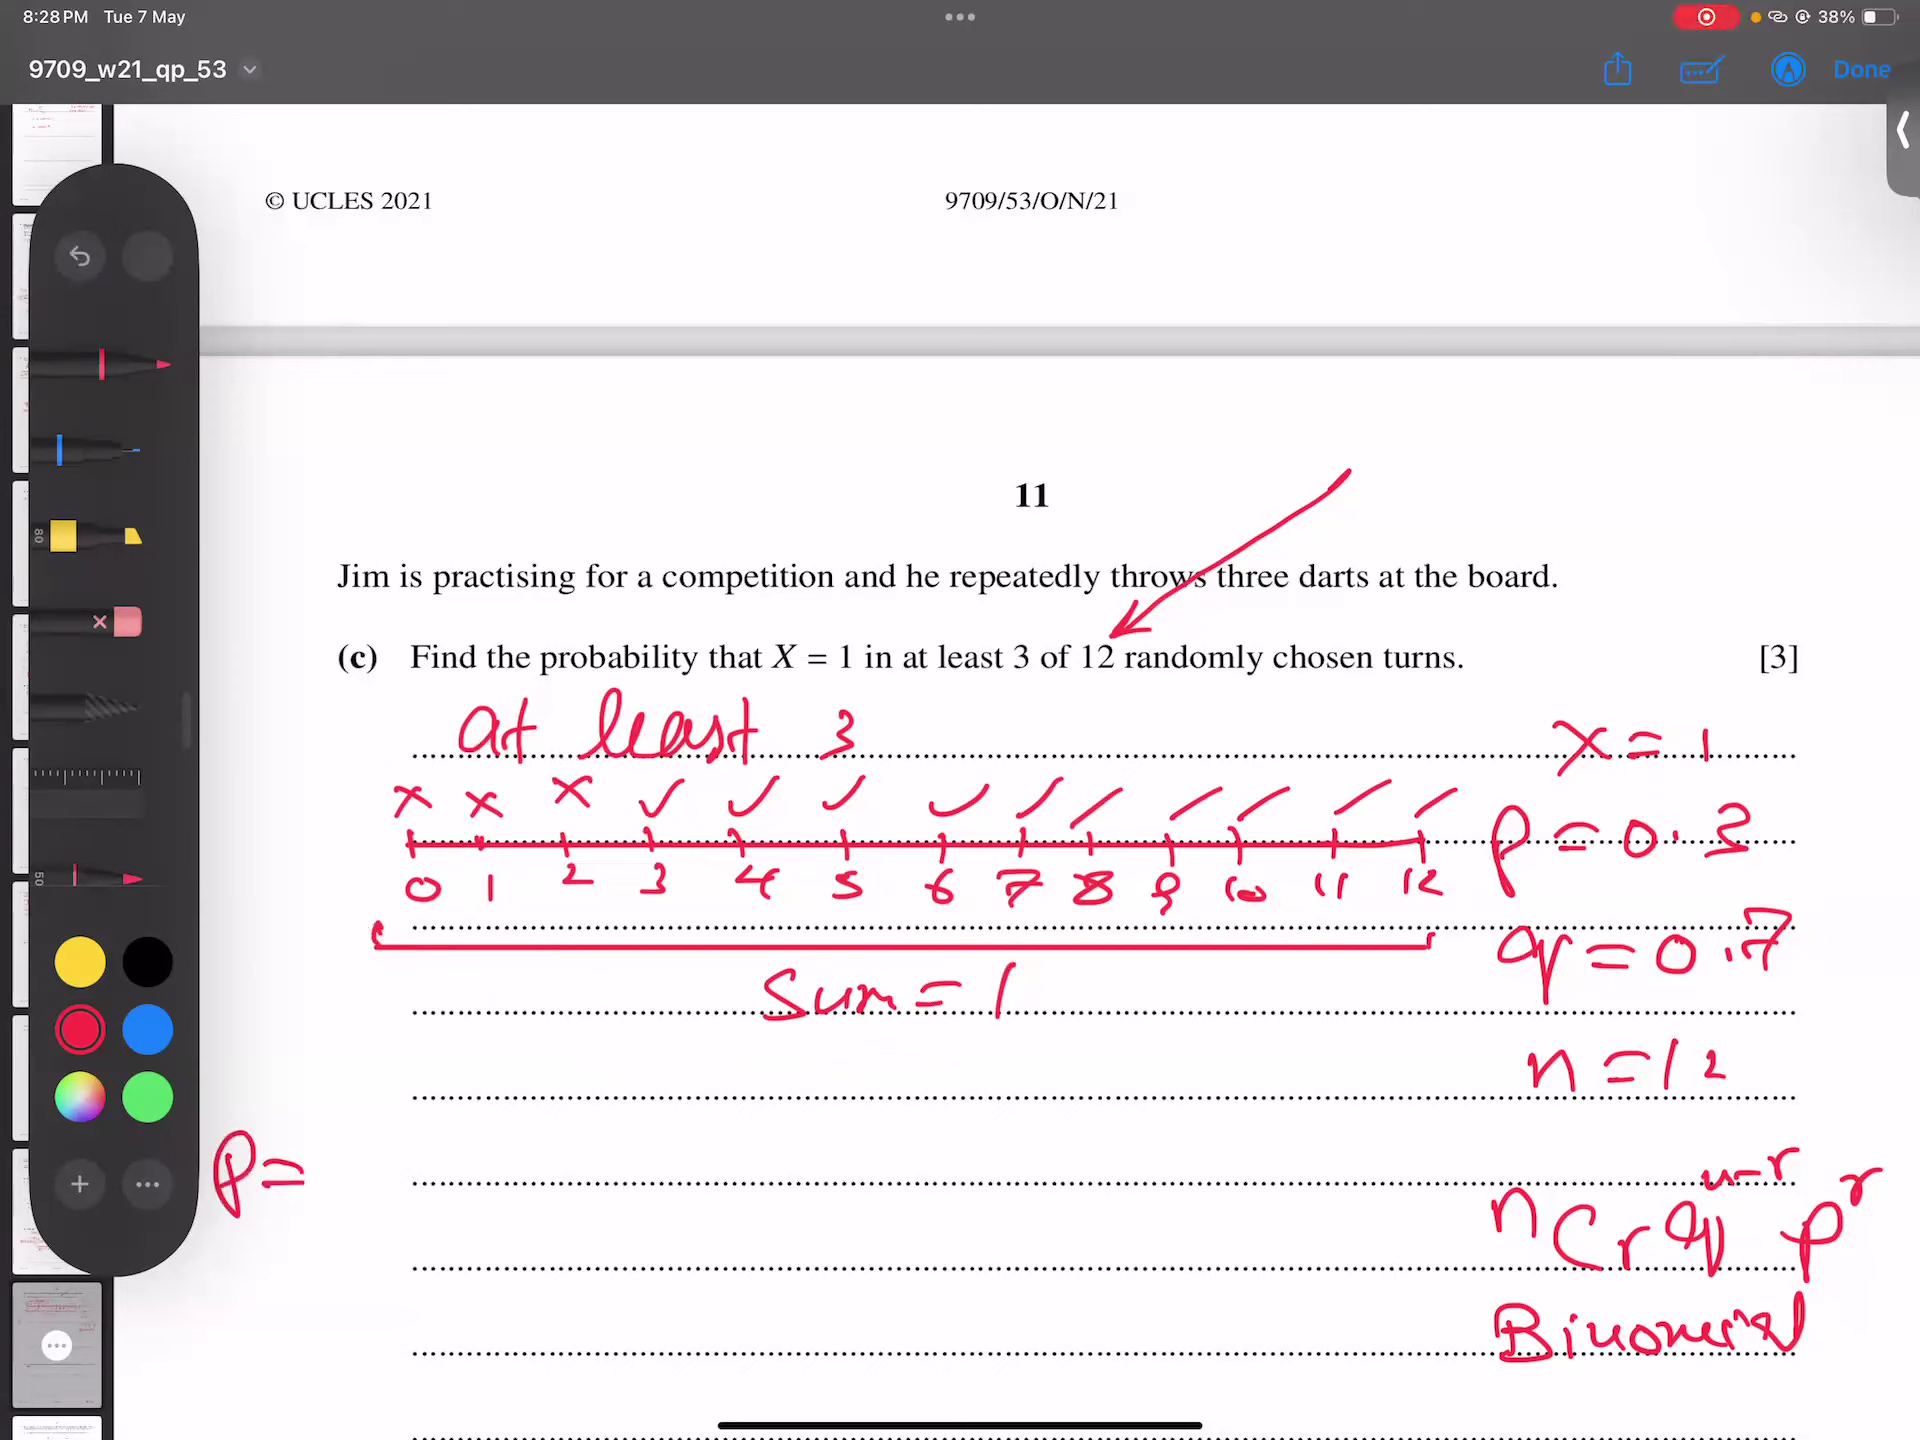 8:28 PM Tue 7 May
38%
9709_w21_qp_53
Done
© UCLES 2021 9709/53/O/N/21
11
Jim is practising for a competition and he repeatedly throws three darts at the board.
(c) Find the probability that X = 1 in at least 3 of 12 randomly chosen turns. [3]
at least 3
x = 1
p = 0.3
0 1 2 3 4 5 6 7 8 9 10 11 12
q = 0.7
Sum = 1
n = 12
P =
nCr q^n-r p^r
Binomial
80
50